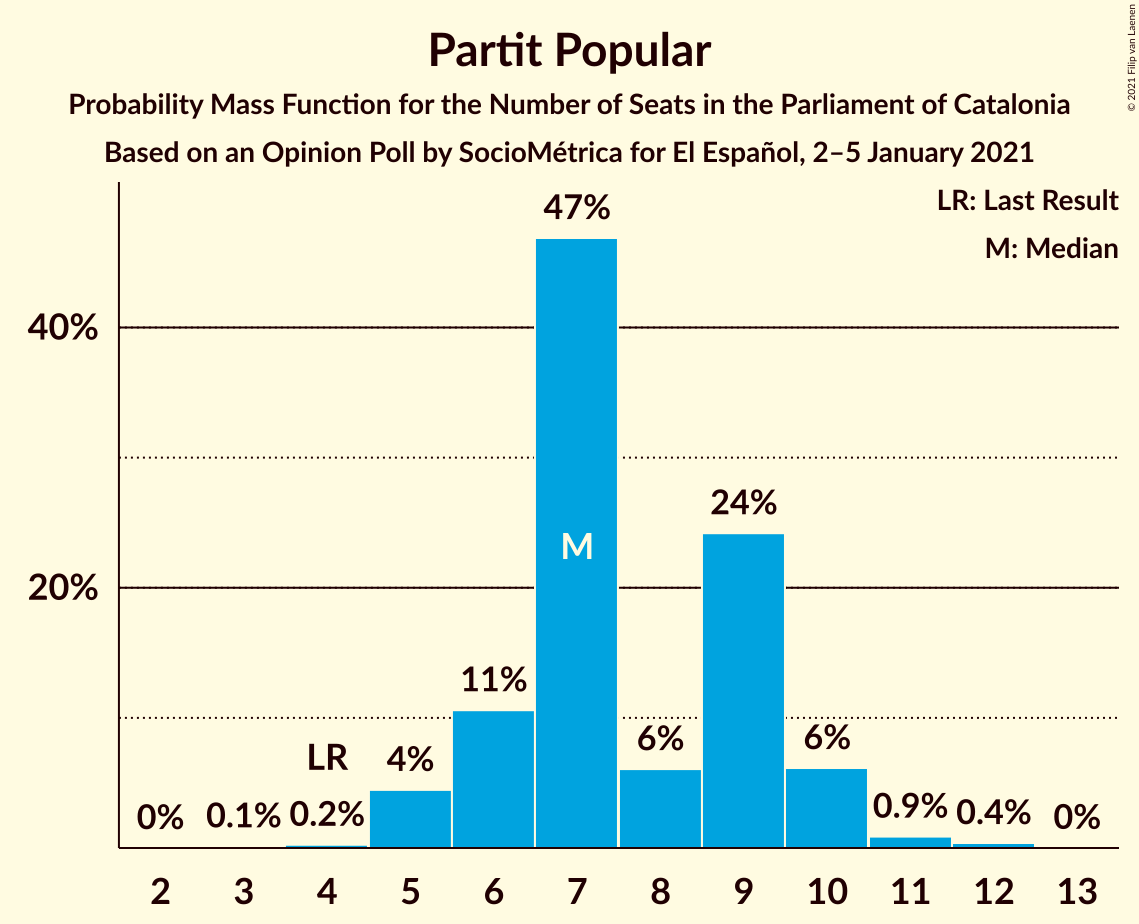 Partit Popular
Probability Mass Function for the Number of Seats in the Parliament of Catalonia
Based on an Opinion Poll by SocioMétrica for El Español, 2–5 January 2021
© 2021 Filip van Laenen
LR: Last Result
M: Median
47%
40%
24%
M
20%
11%
6%
6%
LR
4%
0%
0.1%
0.2%
0.9%
0.4%
0%
2 3 4 5 6 7 8 9 10 11 12 13